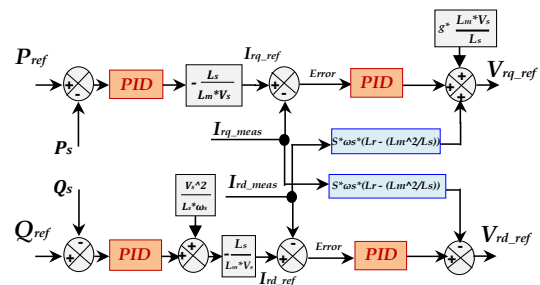 g* Lm*Vs
Ls
Pref
+
-
PID
- Ls
Lm*Vs
Irq_ref
+
-
Error
PID
+
+
+
Vrq_ref
Ps
Irq_meas
S*ωs*(Lr - (Lm^2/Ls))
Qs
Vs^2
Ls*ωs
Ird_meas
S*ωs*(Lr - (Lm^2/Ls))
Qref
-
+
PID
+
+
- Ls
Lm*Vs
Ird_ref
-
+
Error
PID
-
+
Vrd_ref